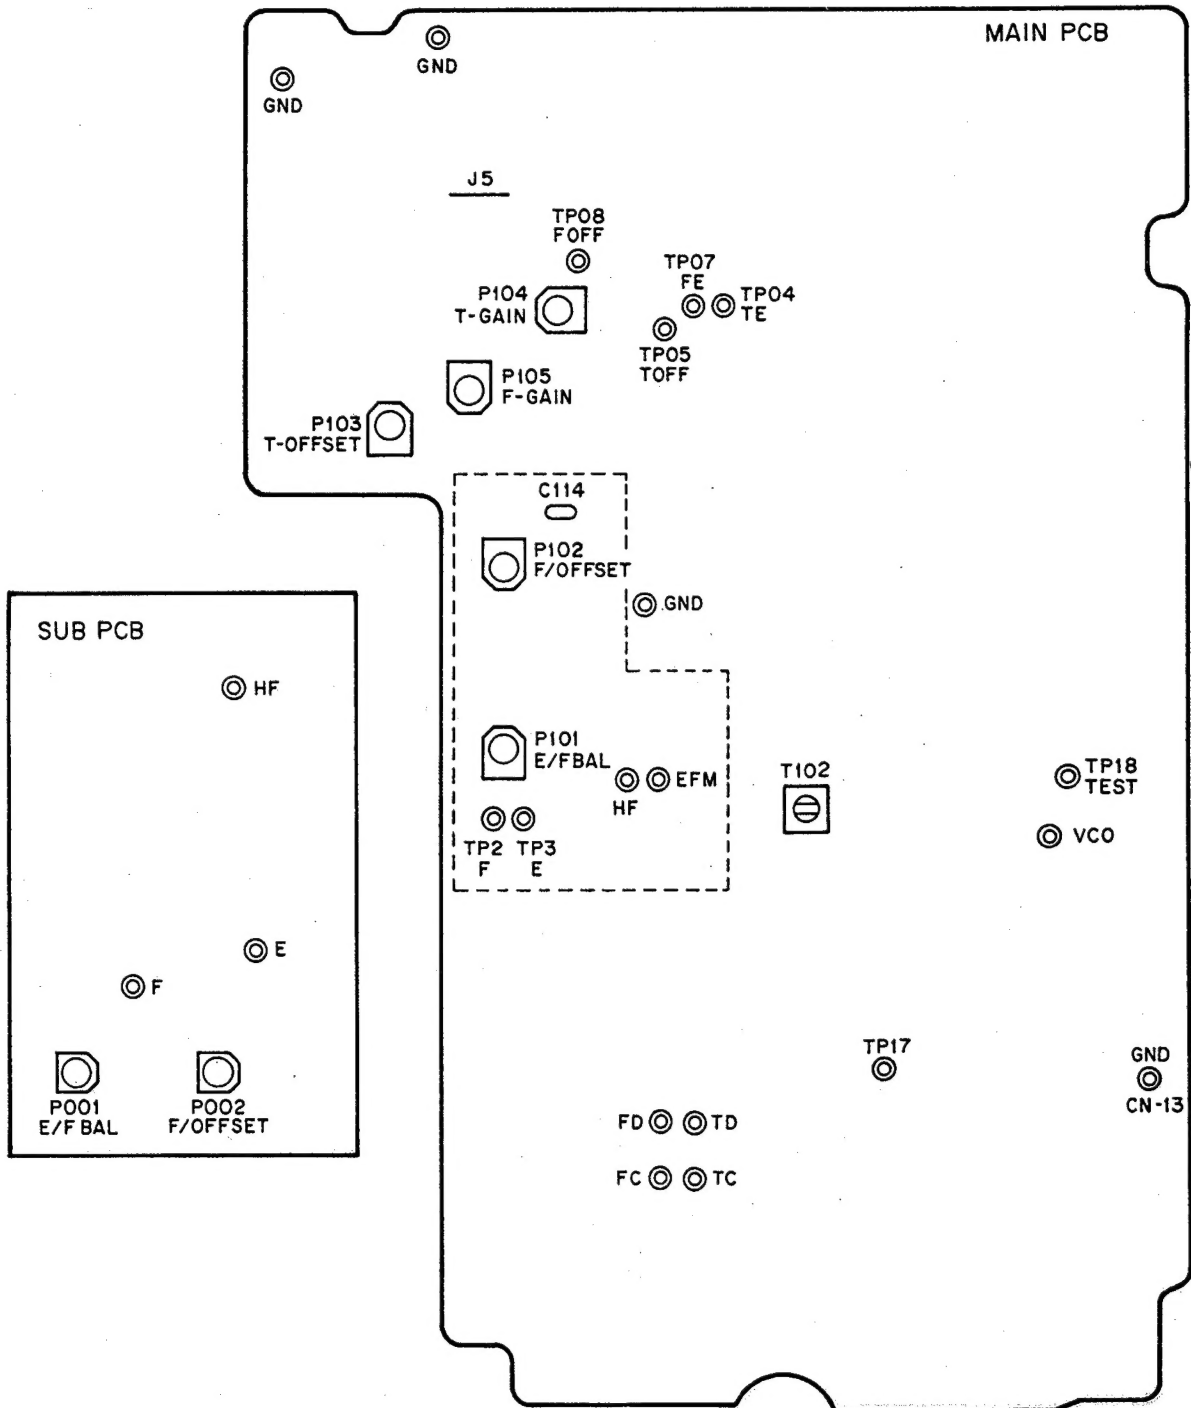 MAIN PCB
GND
GND
J5
TP08
FOFF
TP07
FE
P104
T-GAIN
TP04
TE
TP05
TOFF
P105
F-GAIN
P103
T-OFFSET
C114
P102
F/OFFSET
GND
SUB PCB
HF
P101
E/FBAL
HF
EFM
T102
TP18
TEST
VCO
TP2
F
TP3
E
E
F
P001
E/F BAL
P002
F/OFFSET
TP17
GND
CN-13
FD
TD
FC
TC